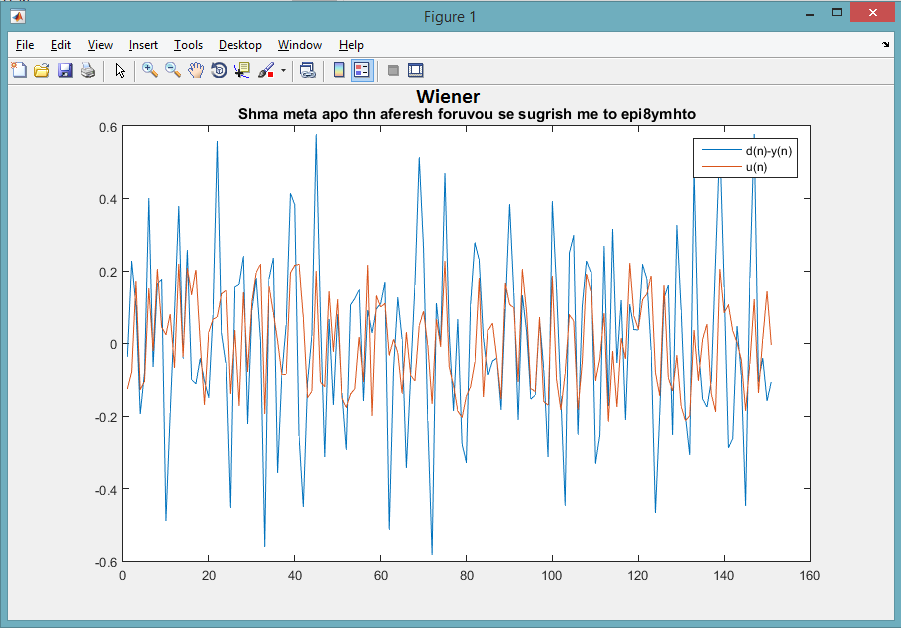 Figure 1
File Edit View Insert Tools Desktop Window Help
Wiener
Shma meta apo thn aferesh foruvou se sugrish me to epi8ymhto
d(n)-y(n)
u(n)
0.6
0.4
0.2
0
-0.2
-0.4
-0.6
0 20 40 60 80 100 120 140 160